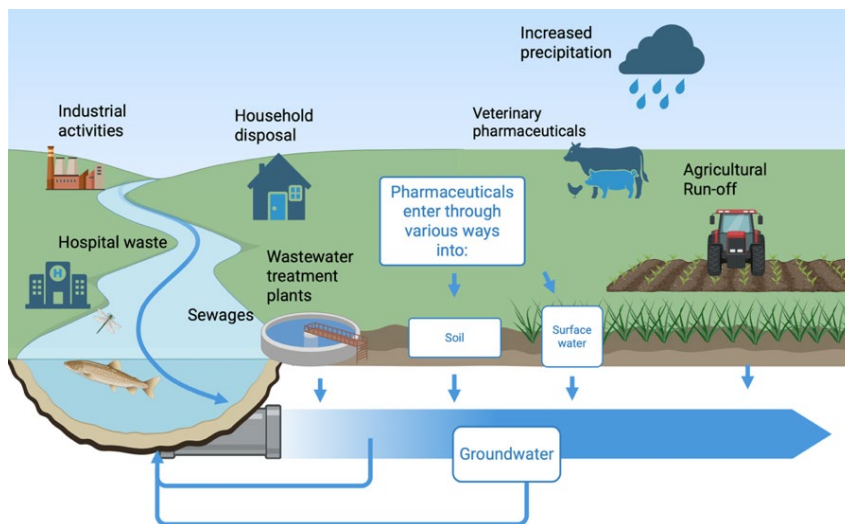 Increased
precipitation
Industrial
activities
Household
disposal
Veterinary
pharmaceuticals
Agricultural
Run-off
Pharmaceuticals
enter through
various ways
into:
Hospital waste
H
Wastewater
treatment
plants
Sewages
Soil
Surface
water
Groundwater